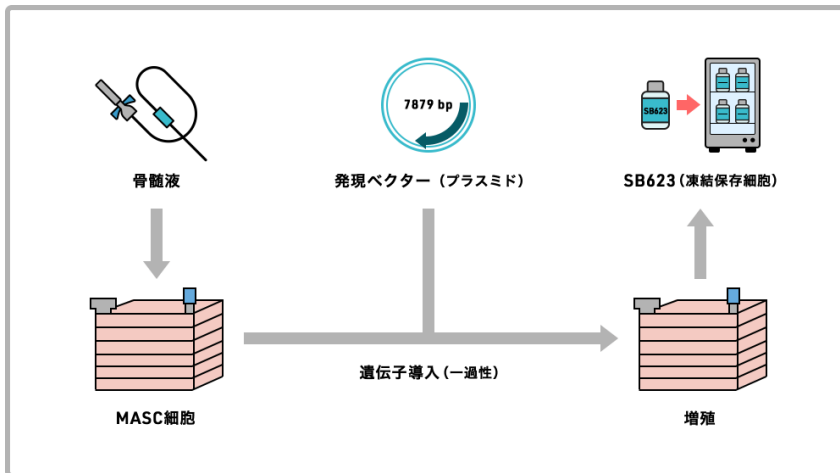 7879 bp
SB623
骨髄液
発現ベクター（プラスミド）
SB623（凍結保存細胞）
遺伝子導入（一過性）
MASC細胞
増殖